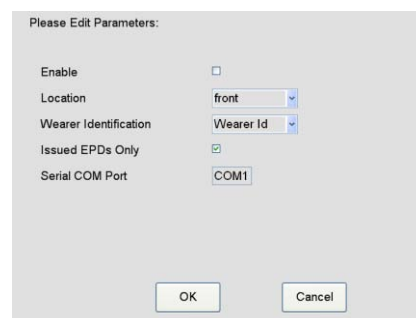 Please Edit Parameters:
Enable
Location front
Wearer Identification Wearer Id
Issued EPDs Only
Serial COM Port COM1
OK Cancel